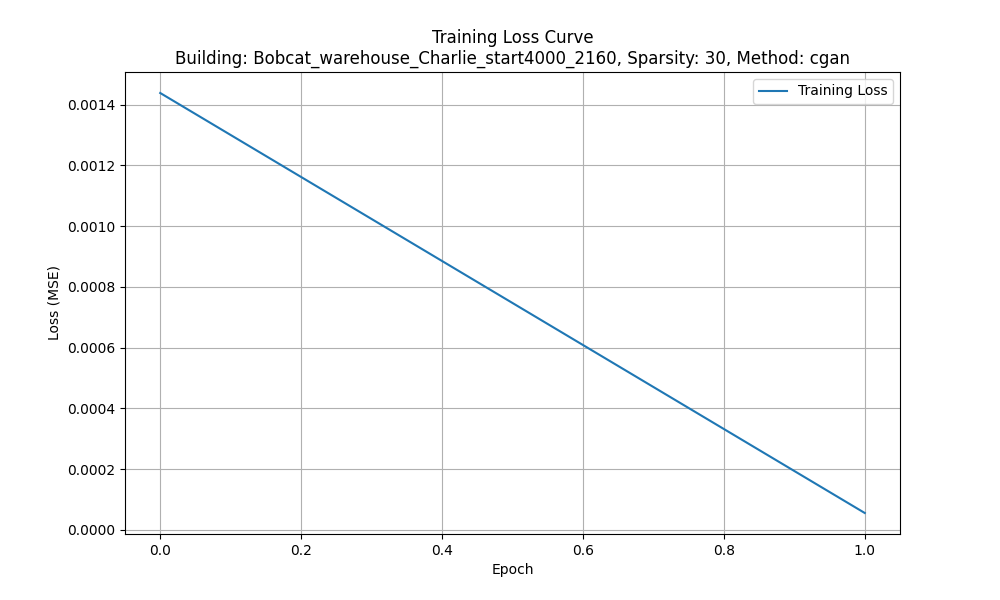 Training Loss Curve
Building: Bobcat_warehouse_Charlie_start4000_2160, Sparsity: 30, Method: cgan
Training Loss
Loss (MSE)
0.0014
0.0012
0.0010
0.0008
0.0006
0.0004
0.0002
0.0000
0.0 0.2 0.4 0.6 0.8 1.0
Epoch